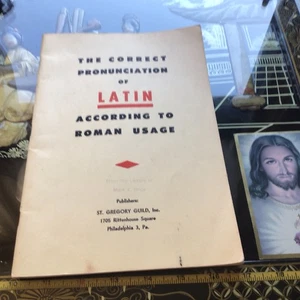 THE CORRECT
PRONUNCIATION
OF
LATIN
ACCORDING TO
ROMAN USAGE
Publishers:
ST. GREGORY GUILD, Inc.
1705 Rittenhouse Square
Philadelphia 3, Pa.